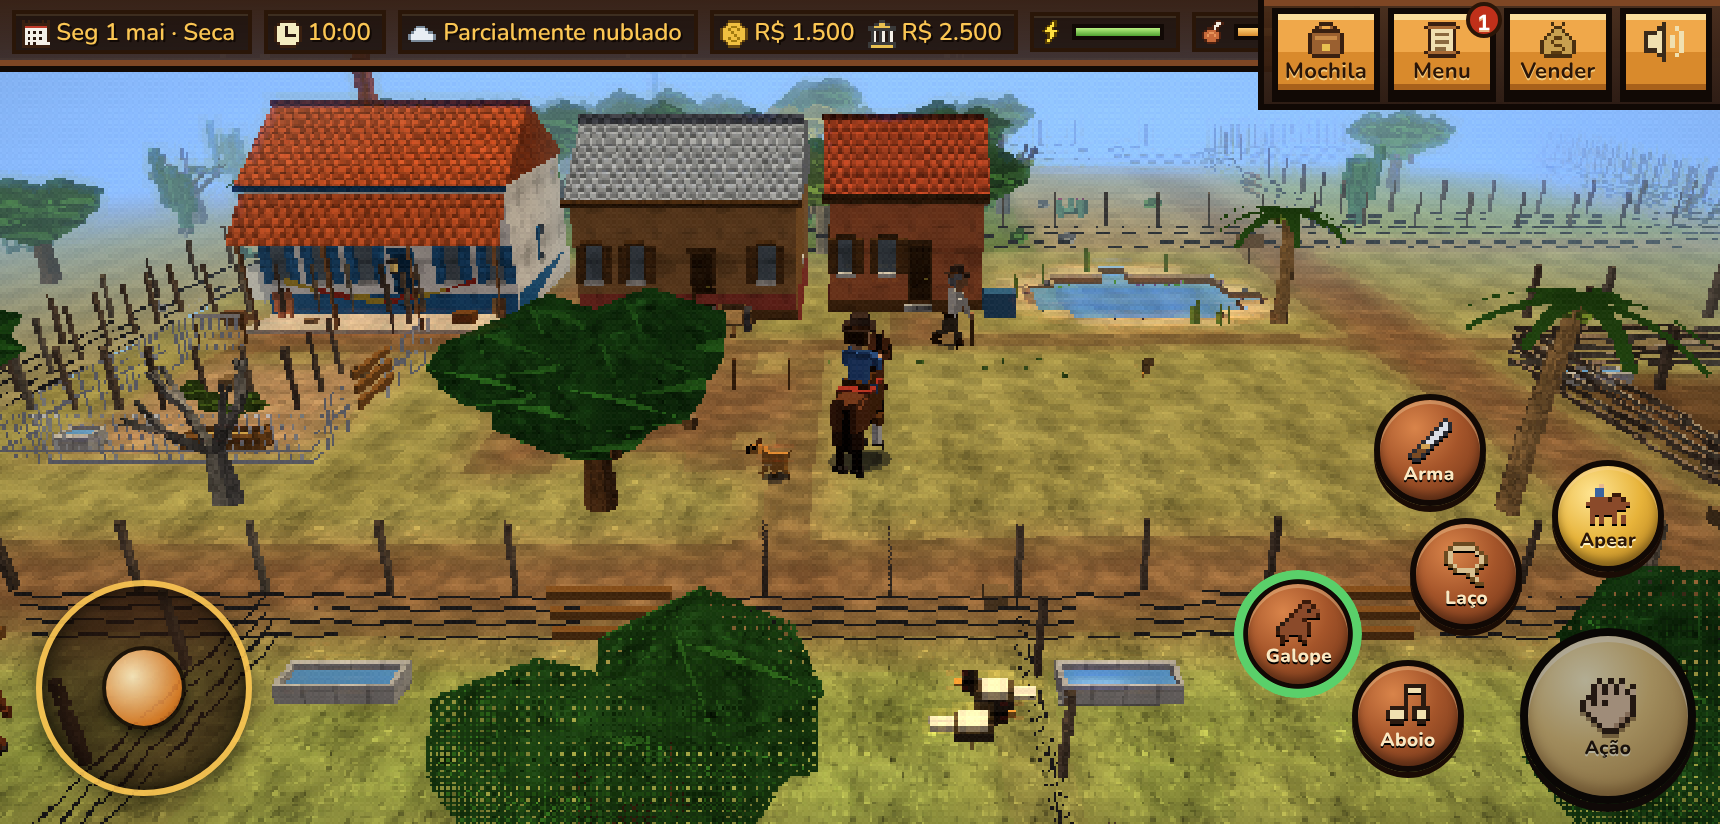 Seg 1 mai · Seca
10:00
Parcialmente nublado
R$ 1.500
R$ 2.500
Mochila
Menu
1
Vender
Arma
Apear
Laço
Galope
Aboio
Ação